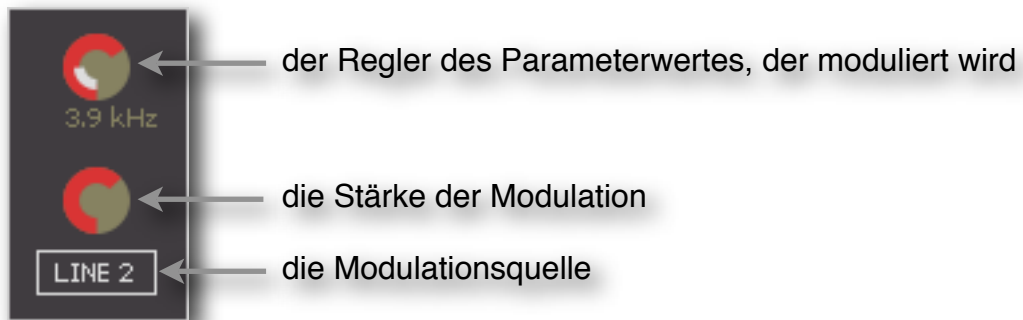 der Regler des Parameterwertes, der moduliert wird
3.9 kHz
die Stärke der Modulation
LINE 2
die Modulationsquelle